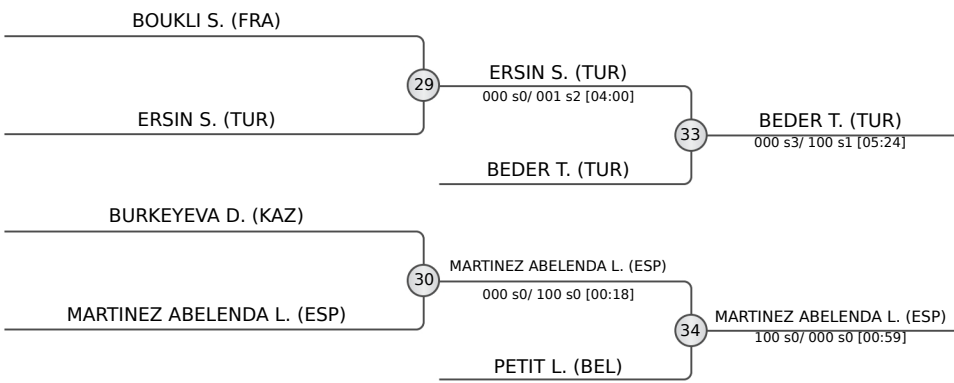 BOUKLI S. (FRA)
29
ERSIN S. (TUR)
ERSIN S. (TUR)
000 s0/ 001 s2 [04:00]
33
BEDER T. (TUR)
BEDER T. (TUR)
000 s3/ 100 s1 [05:24]
BURKEYEVA D. (KAZ)
30
MARTINEZ ABELENDA L. (ESP)
MARTINEZ ABELENDA L. (ESP)
000 s0/ 100 s0 [00:18]
34
PETIT L. (BEL)
MARTINEZ ABELENDA L. (ESP)
100 s0/ 000 s0 [00:59]